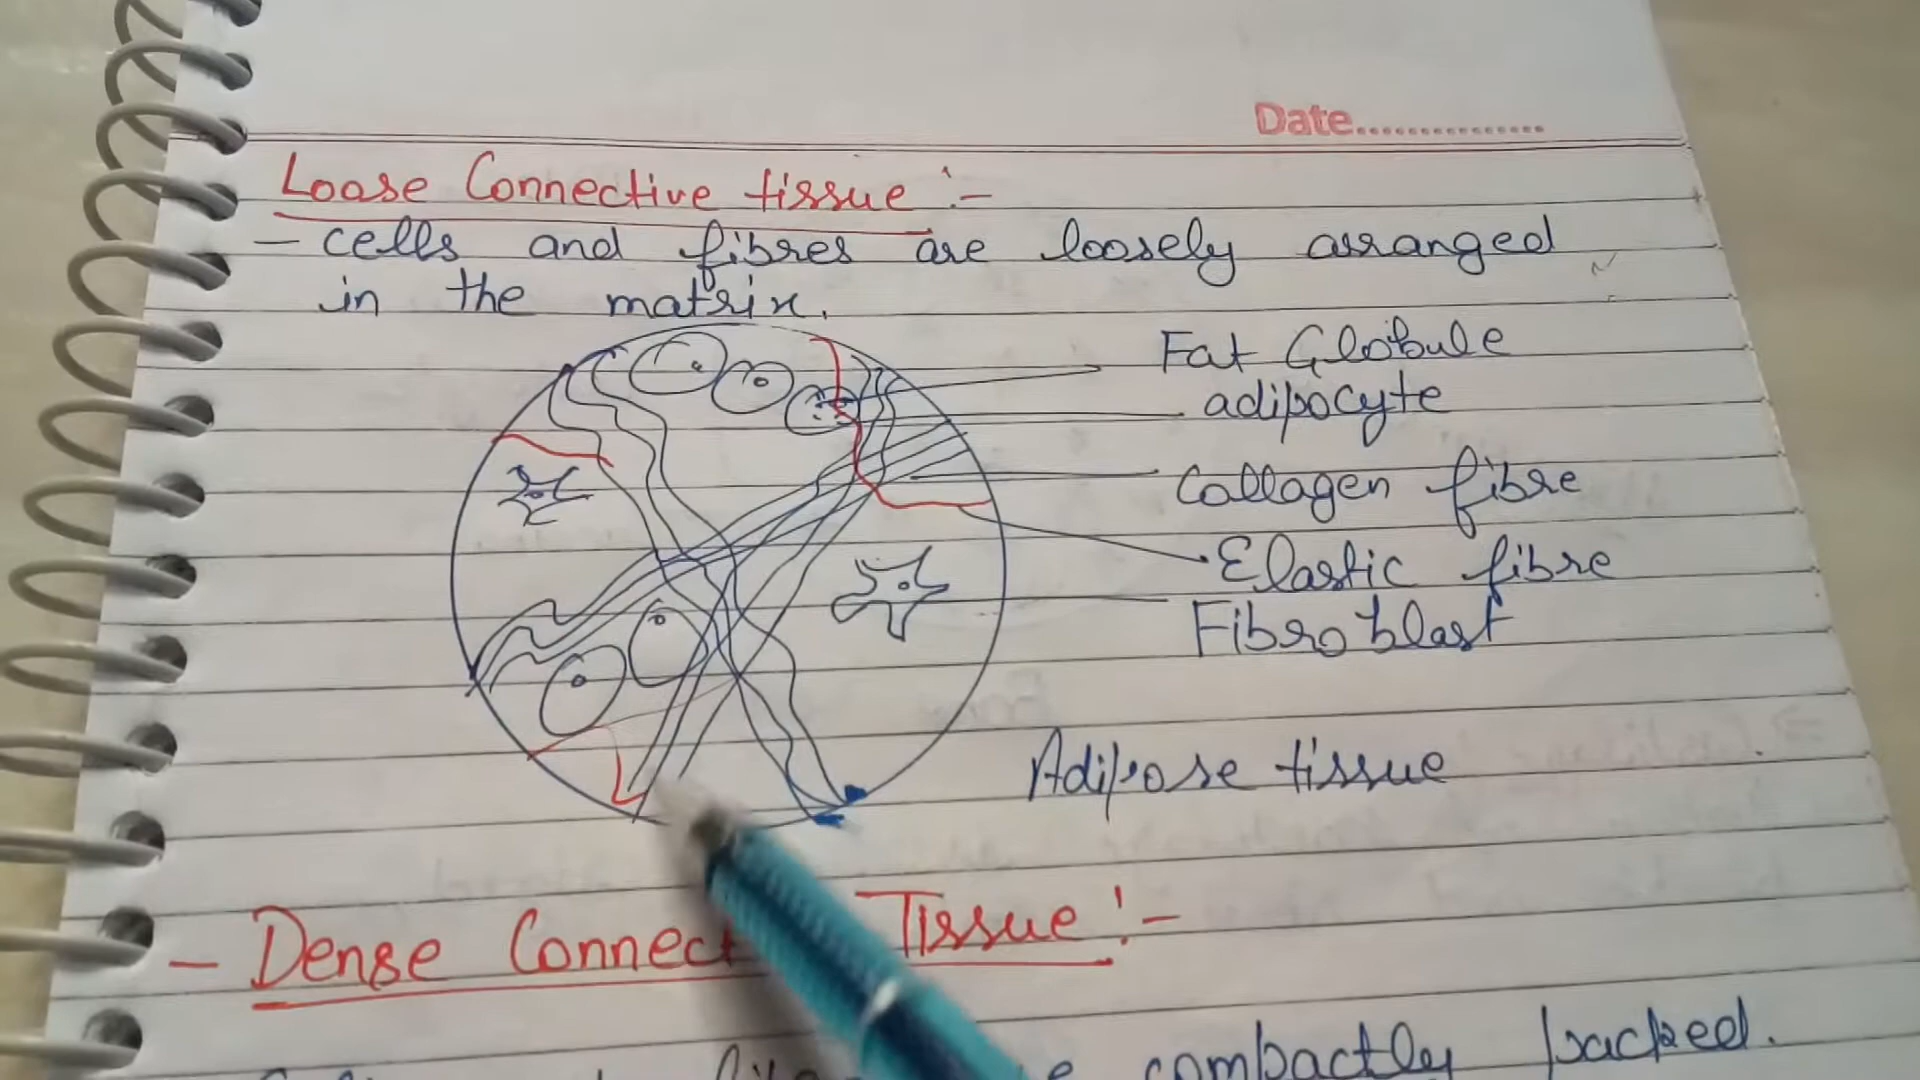 Date...............
Loose Connective tissue :-
- cells and fibres are loosely arranged
in the matrix.
Fat Globule
adipocyte
Collagen fibre
Elastic fibre
Fibroblast
Adipose tissue
- Dense Connect Tissue :-
compactly packed.